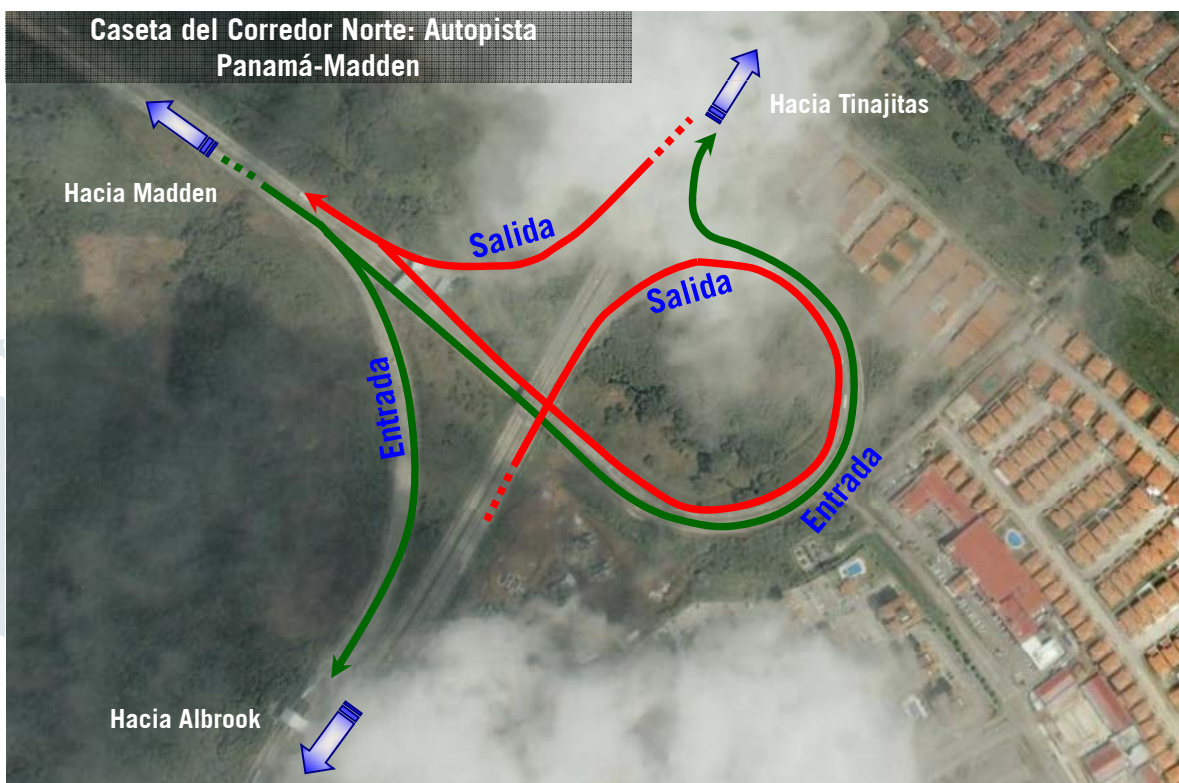 Caseta del Corredor Norte: Autopista
Panamá-Madden
Hacia Tinajitas
Hacia Madden
Salida
Salida
Entrada
Entrada
Hacia Albrook